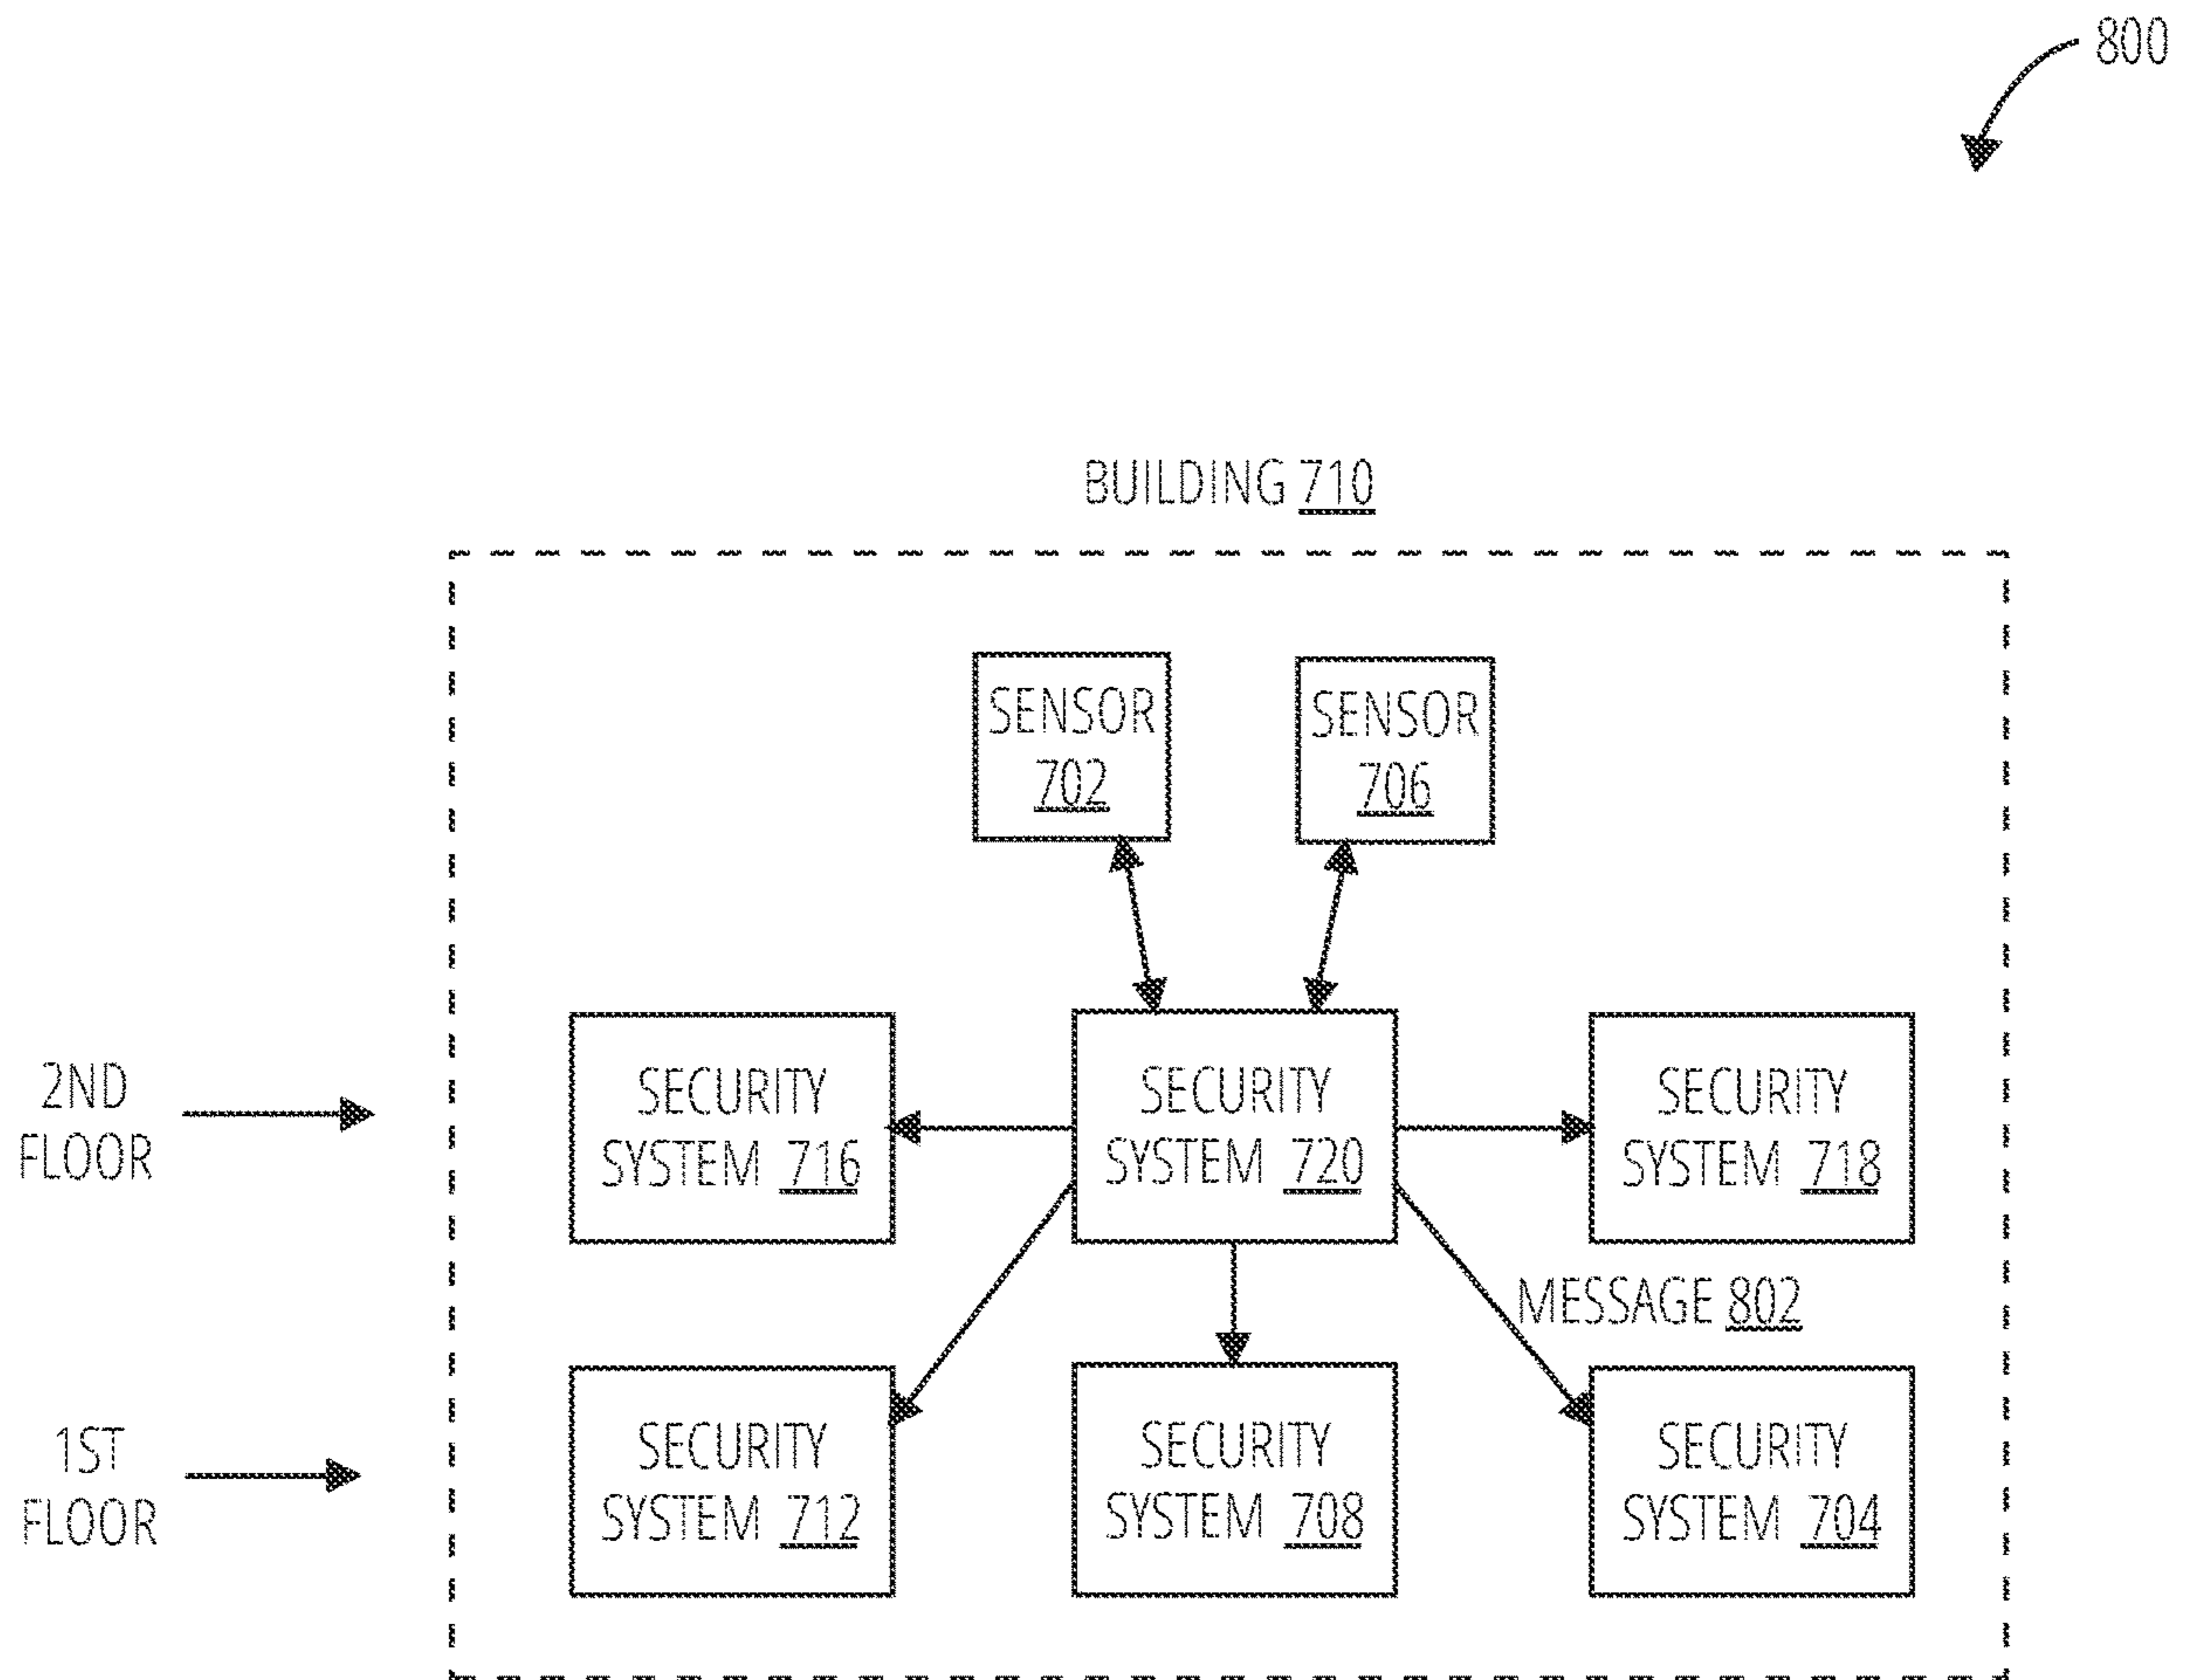 800
BUILDING 710
SENSOR
702
SENSOR
706
2ND
FLOOR
SECURITY
SYSTEM 716
SECURITY
SYSTEM 720
SECURITY
SYSTEM 718
MESSAGE 802
1ST
FLOOR
SECURITY
SYSTEM 712
SECURITY
SYSTEM 708
SECURITY
SYSTEM 704